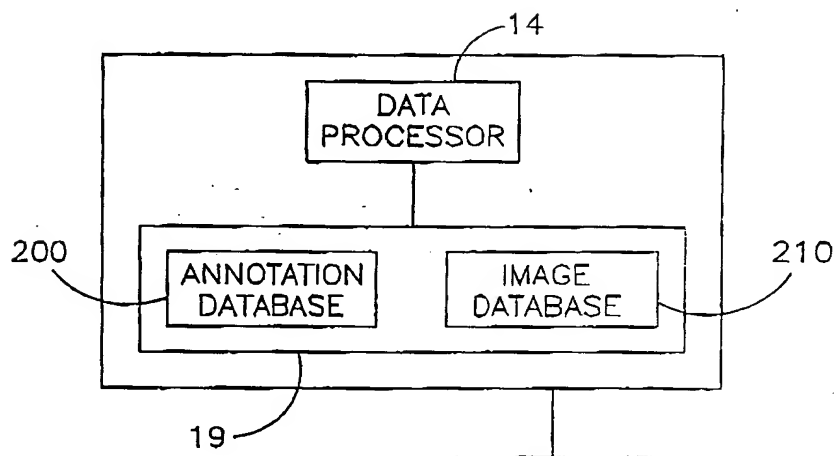 14
DATA
PROCESSOR
200
ANNOTATION
DATABASE
IMAGE
DATABASE
210
19